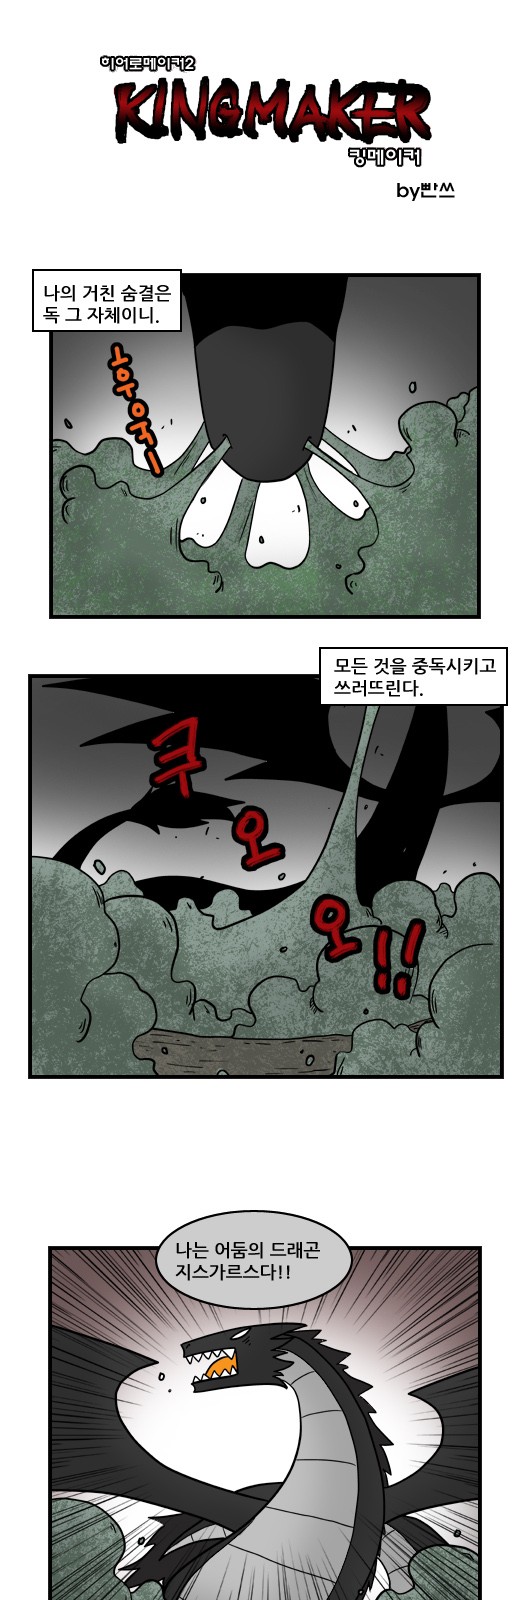 히어로메이커2
KINGMAKER
킹메이커
by빤쓰
나의 거친 숨결은
독 그 자체이니.
후우욱ㅡ
모든 것을 중독시키고
쓰러뜨린다.
쿠
오
오
!!
나는 어둠의 드래곤
지스가르스다!!